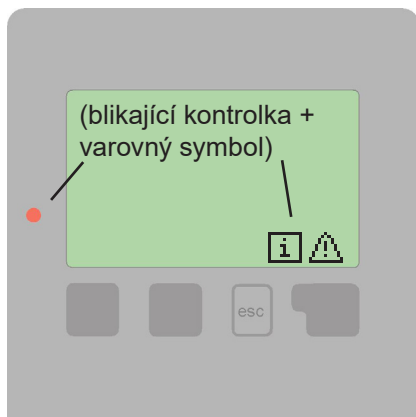 (blikající kontrolka +
varovný symbol)
i
esc